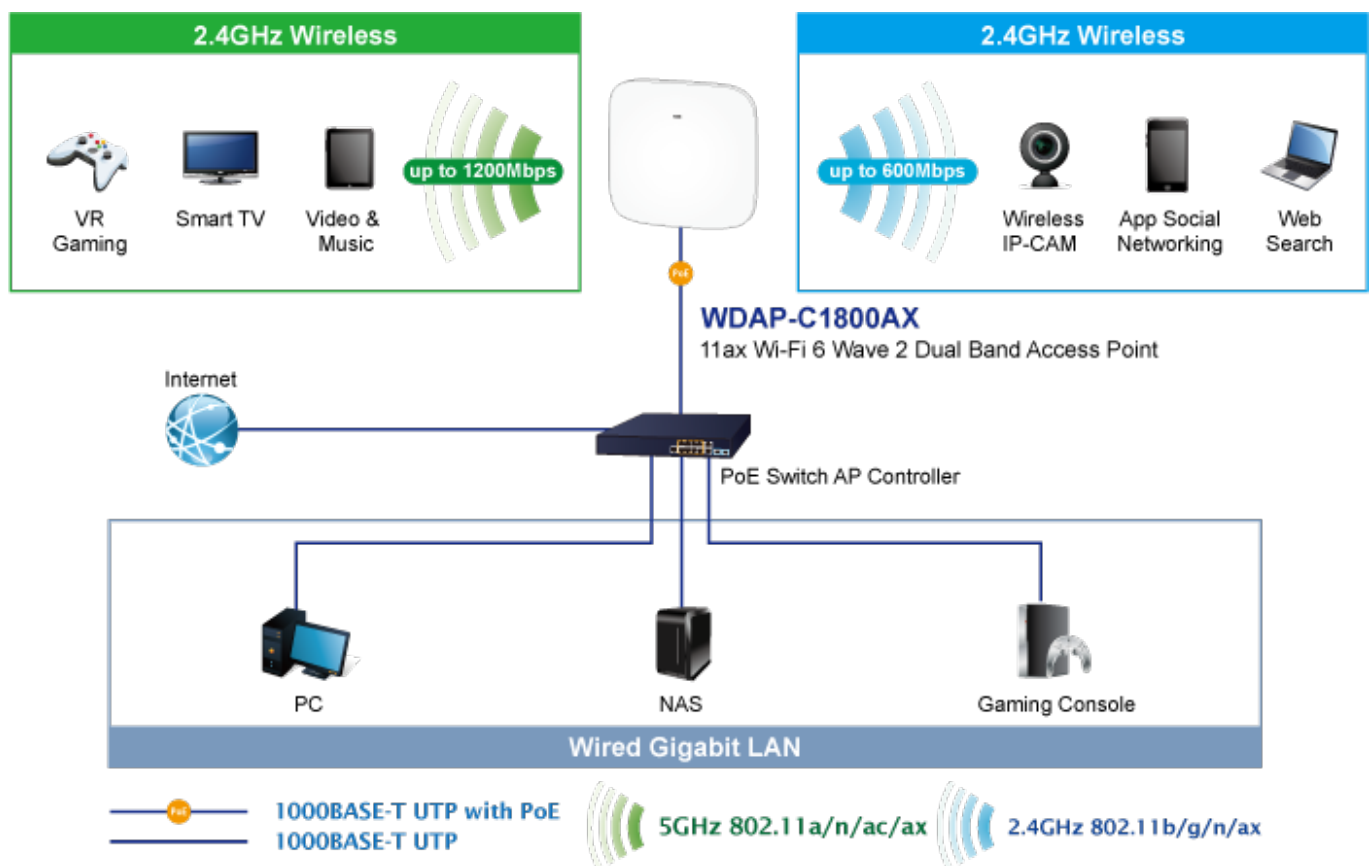 2.4GHz Wireless
VR
Gaming
Smart TV
Video &
Music
up to 1200Mbps
2.4GHz Wireless
up to 600Mbps
Wireless
IP-CAM
App Social
Networking
Web
Search
PoE
WDAP-C1800AX
11ax Wi-Fi 6 Wave 2 Dual Band Access Point
Internet
PoE Switch AP Controller
PC
NAS
Gaming Console
Wired Gigabit LAN
PoE
1000BASE-T UTP with PoE
1000BASE-T UTP
5GHz 802.11a/n/ac/ax
2.4GHz 802.11b/g/n/ax